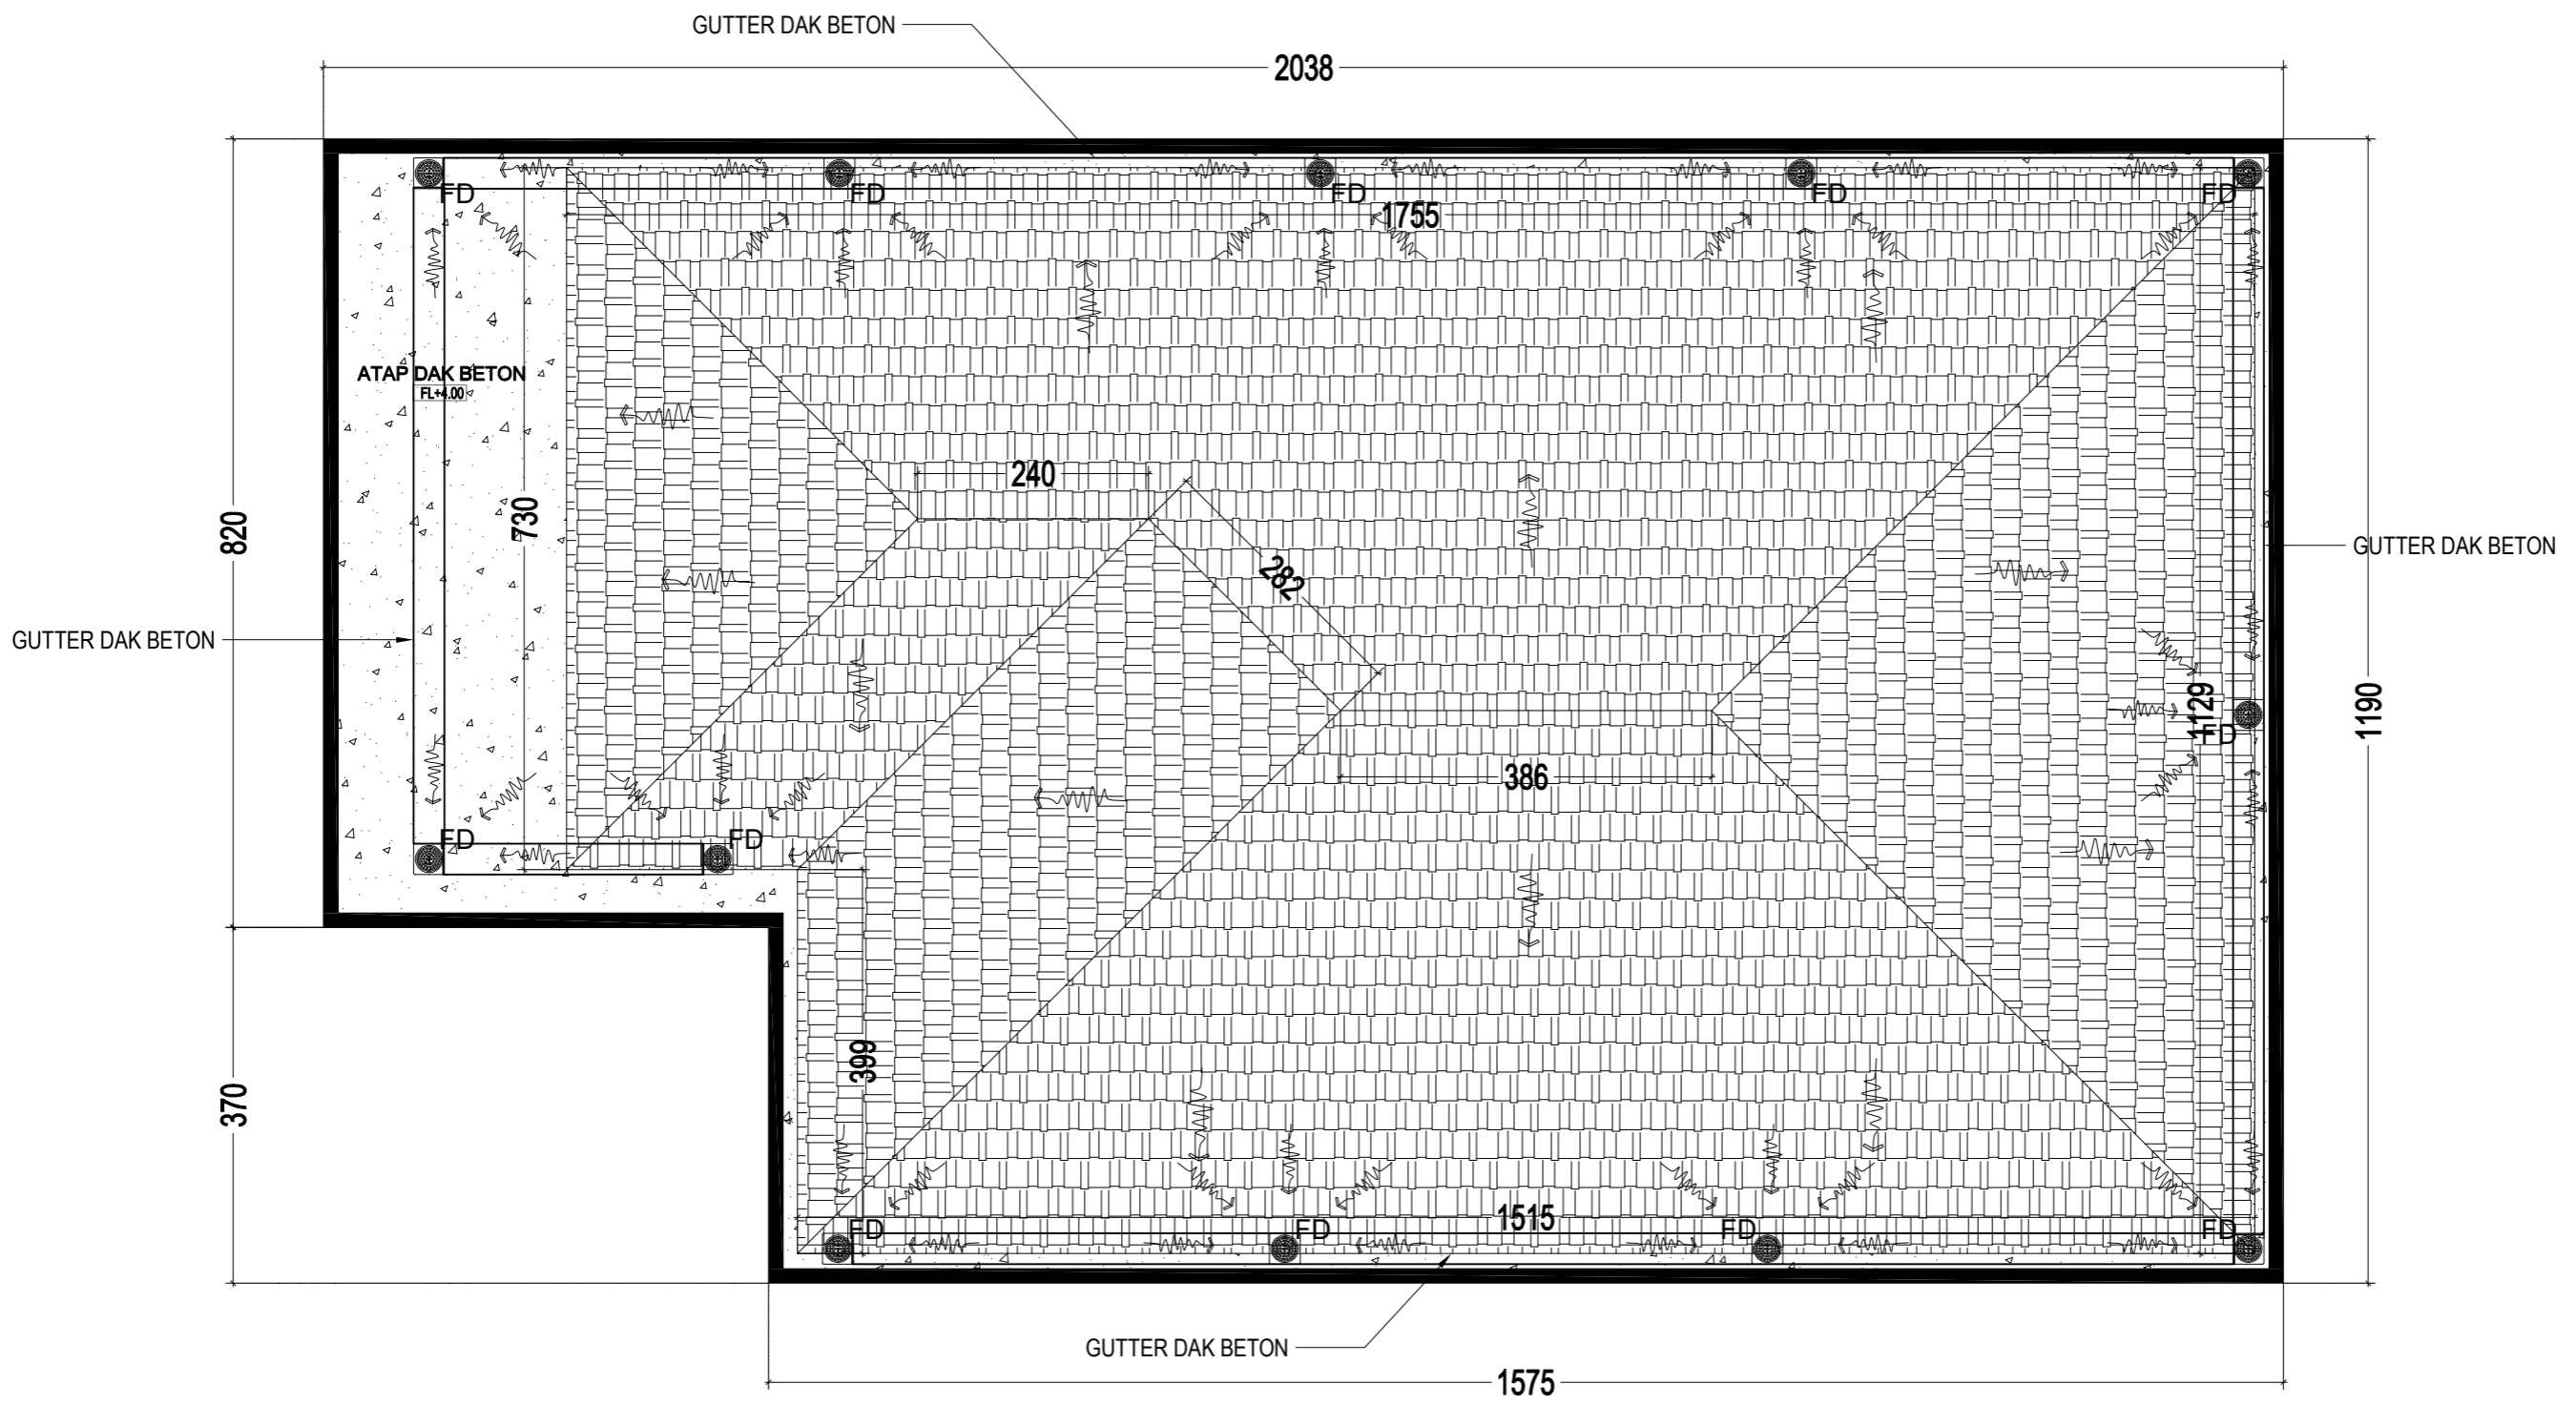 GUTTER DAK BETON
2038
FD
FD
FD
FD
FD
1755
ATAP DAK BETON
FL+4.00
240
730
820
282
GUTTER DAK BETON
GUTTER DAK BETON
1129
1190
FD
386
FD
FD
399
370
1515
FD
FD
FD
FD
GUTTER DAK BETON
1575